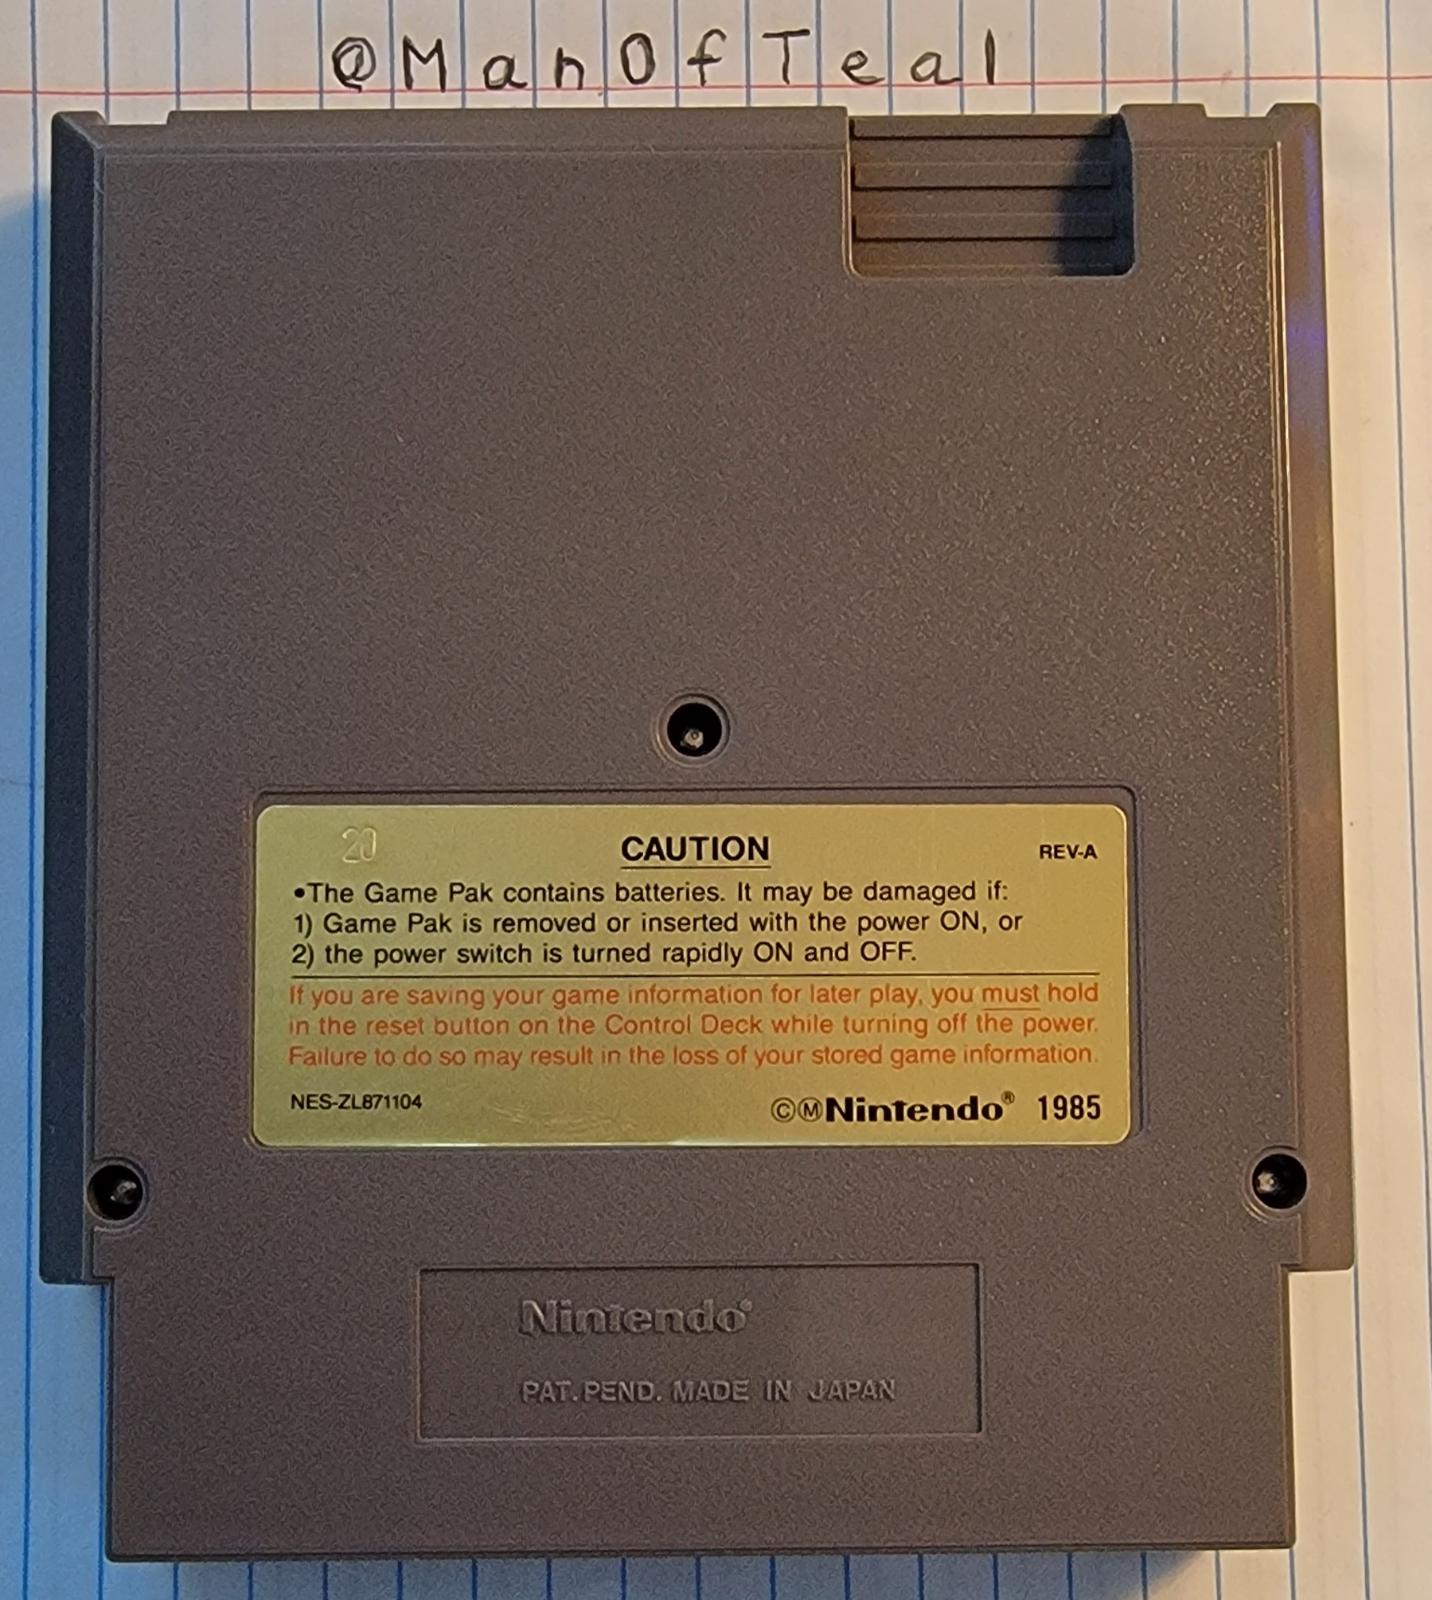 @ManOfTeal
20 CAUTION REV-A
•The Game Pak contains batteries. It may be damaged if:
1) Game Pak is removed or inserted with the power ON, or
2) the power switch is turned rapidly ON and OFF.
If you are saving your game information for later play, you must hold
in the reset button on the Control Deck while turning off the power.
Failure to do so may result in the loss of your stored game information.
NES-ZL871104 ©Ⓜ Nintendo® 1985
Nintendo®
PAT. PEND. MADE IN JAPAN